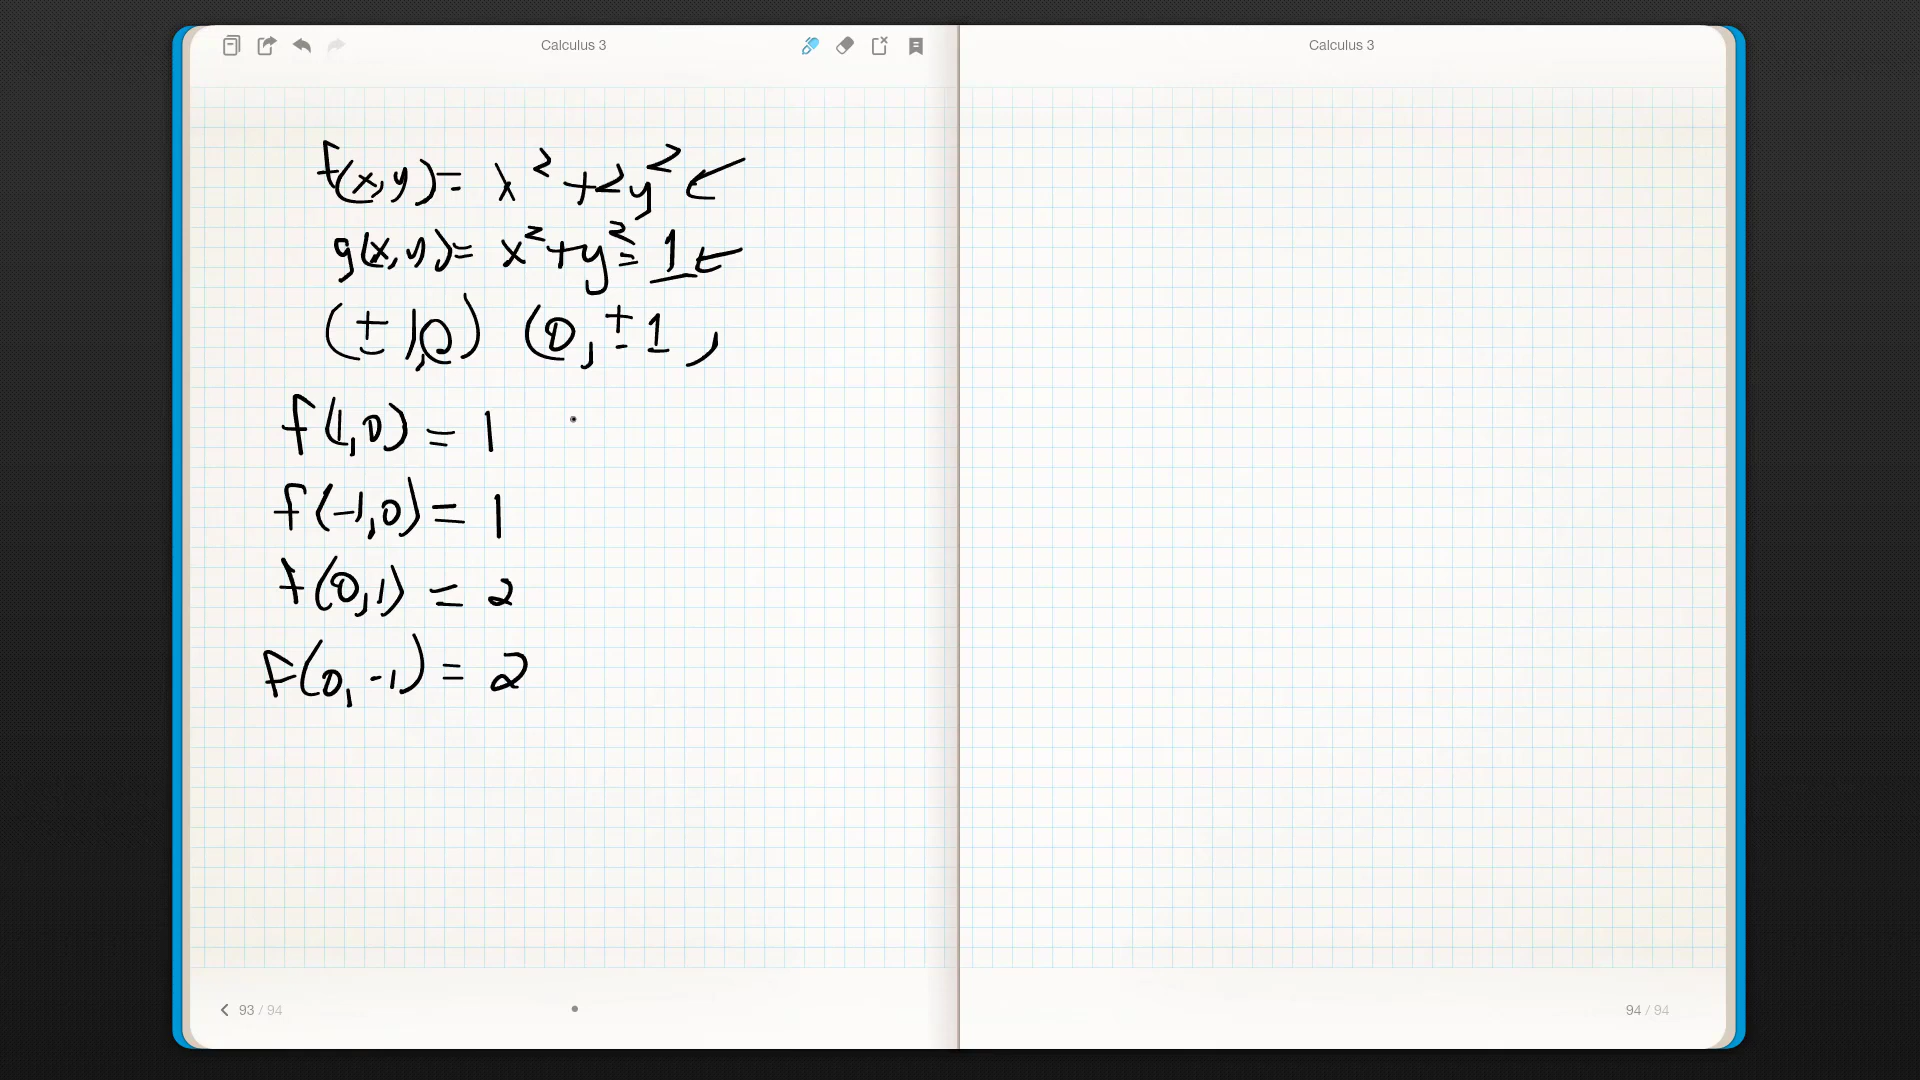 Calculus 3
f(x,y)= x² +2y²
g(x,y)= x²+y²= 1
(± 1,0) (0, ± 1)
f(1,0) = 1
f(-1,0) = 1
f(0,1) = 2
f(0,-1) = 2
93 / 94
Calculus 3
94 / 94